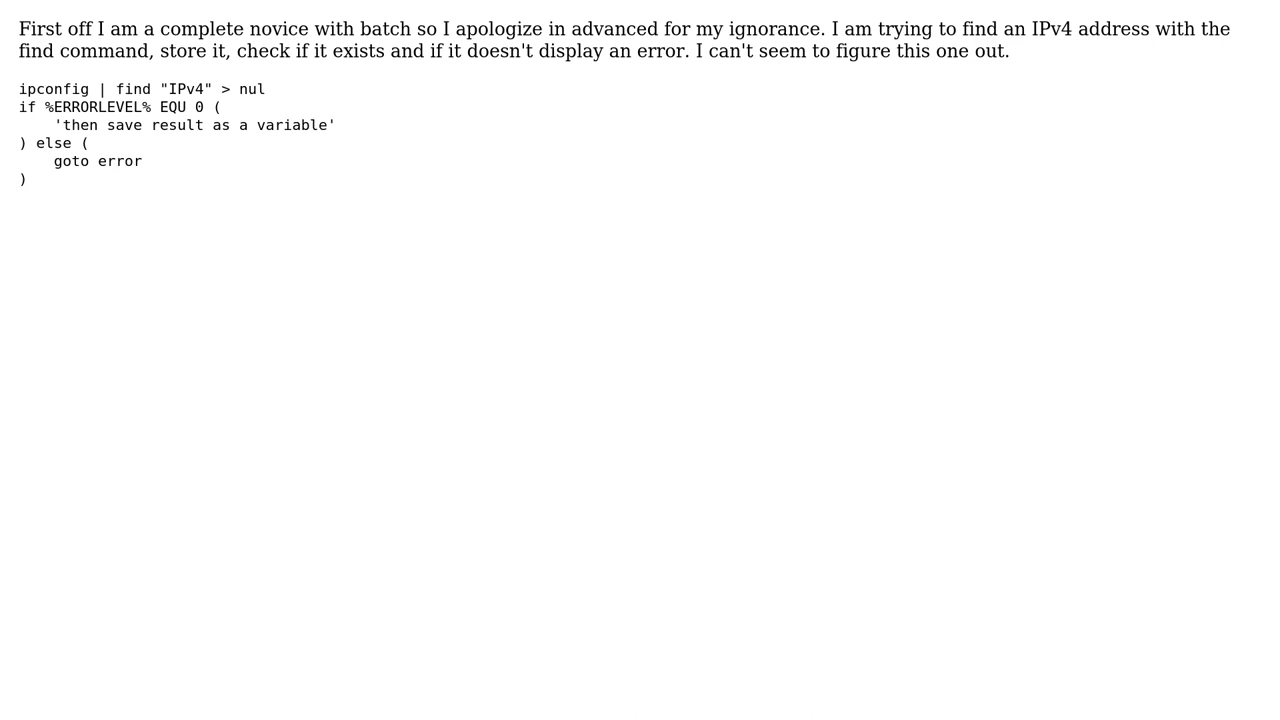 First off I am a complete novice with batch so I apologize in advanced for my ignorance. I am trying to find an IPv4 address with the
find command, store it, check if it exists and if it doesn't display an error. I can't seem to figure this one out.
ipconfig | find "IPv4" > nul
if %ERRORLEVEL% EQU 0 (
    'then save result as a variable'
) else (
    goto error
)